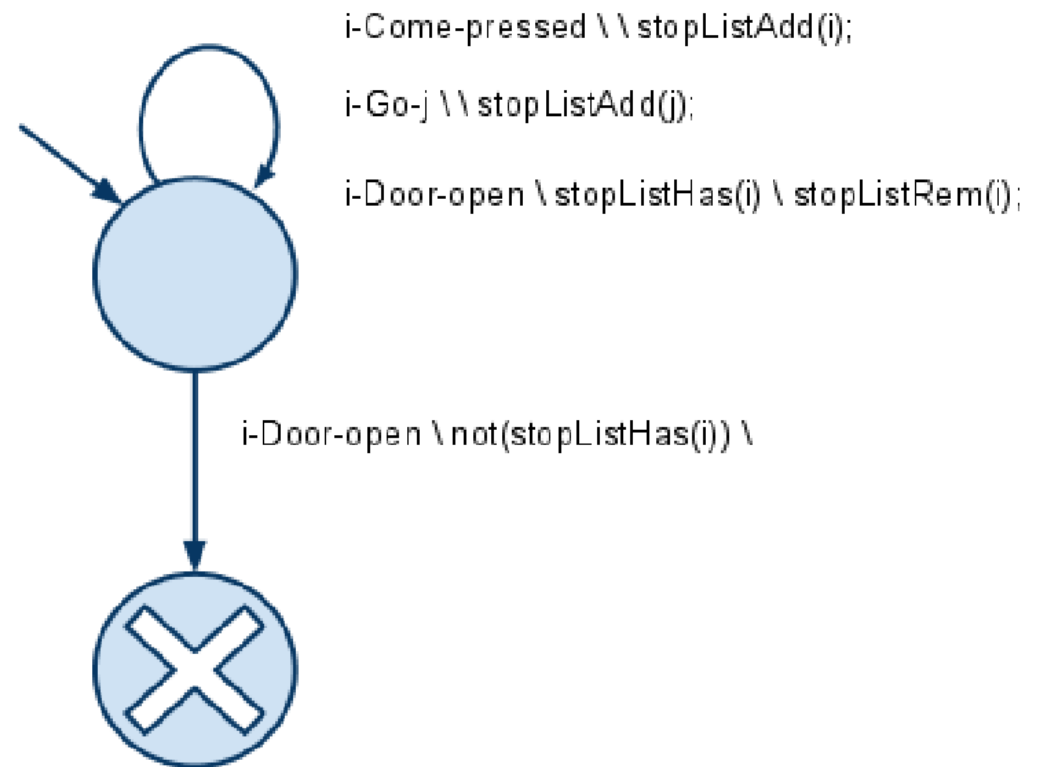 i-Come-pressed \ \ stopListAdd(i);
i-Go-j \ \ stopListAdd(j);
i-Door-open \ stopListHas(i) \ stopListRem(i);
i-Door-open \ not(stopListHas(i)) \